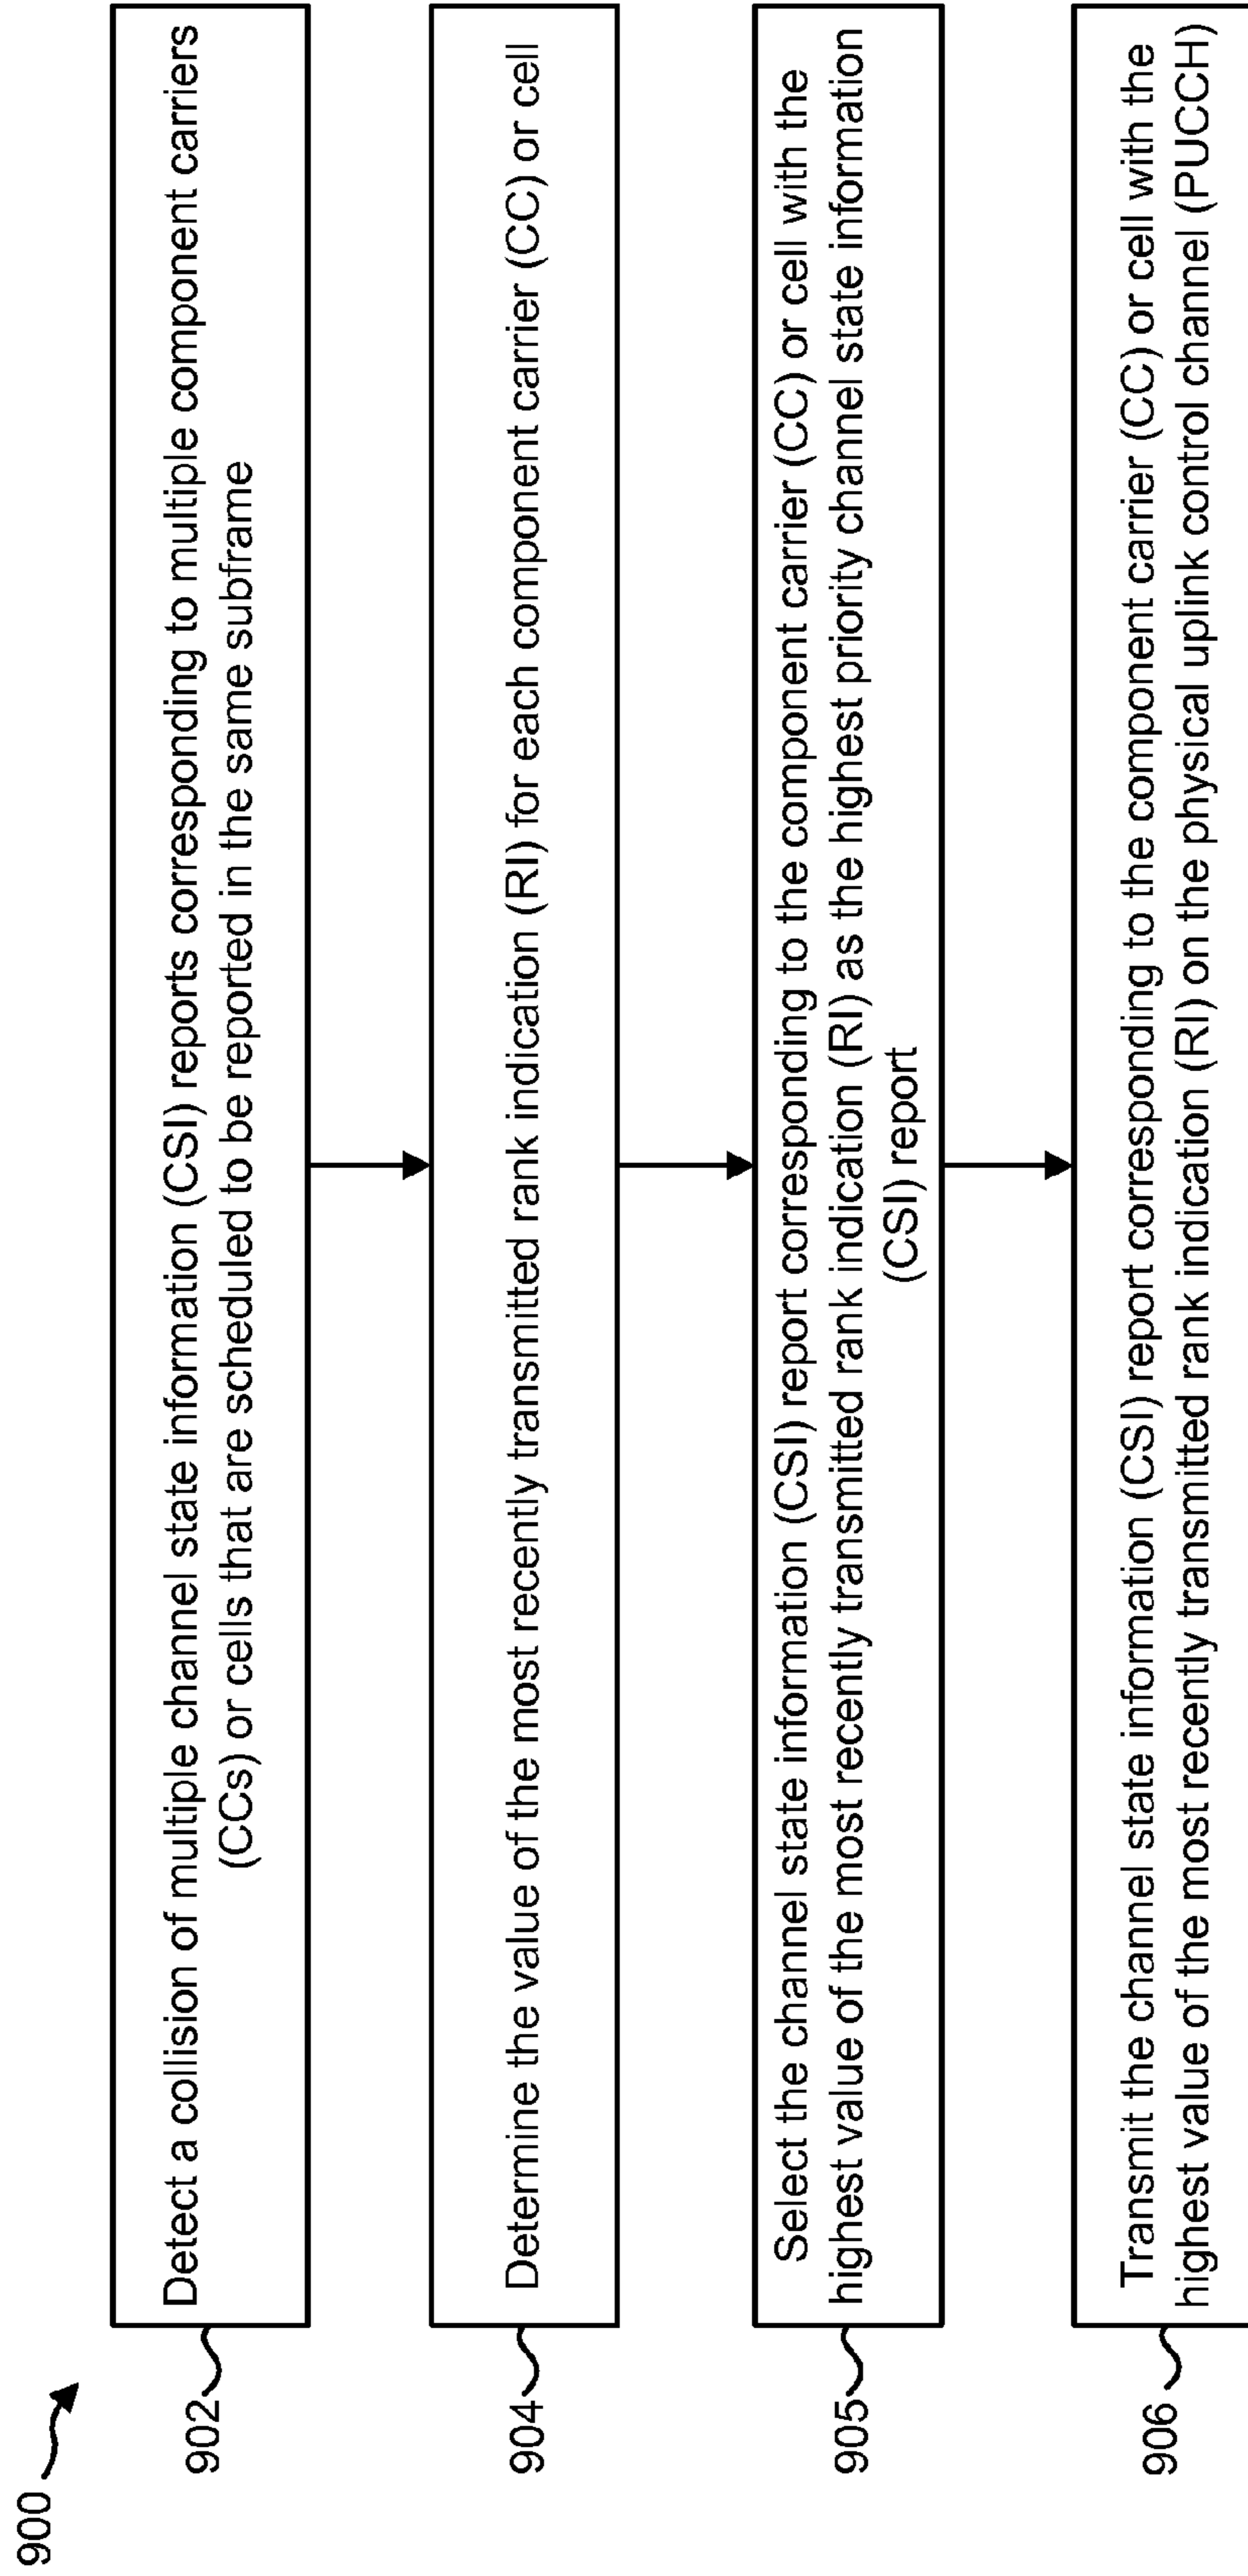 900
902
Detect a collision of multiple channel state information (CSI) reports corresponding to multiple component carriers
(CCs) or cells that are scheduled to be reported in the same subframe
904
Determine the value of the most recently transmitted rank indication (RI) for each component carrier (CC) or cell
905
Select the channel state information (CSI) report corresponding to the component carrier (CC) or cell with the
highest value of the most recently transmitted rank indication (RI) as the highest priority channel state information
(CSI) report
906
Transmit the channel state information (CSI) report corresponding to the component carrier (CC) or cell with the
highest value of the most recently transmitted rank indication (RI) on the physical uplink control channel (PUCCH)